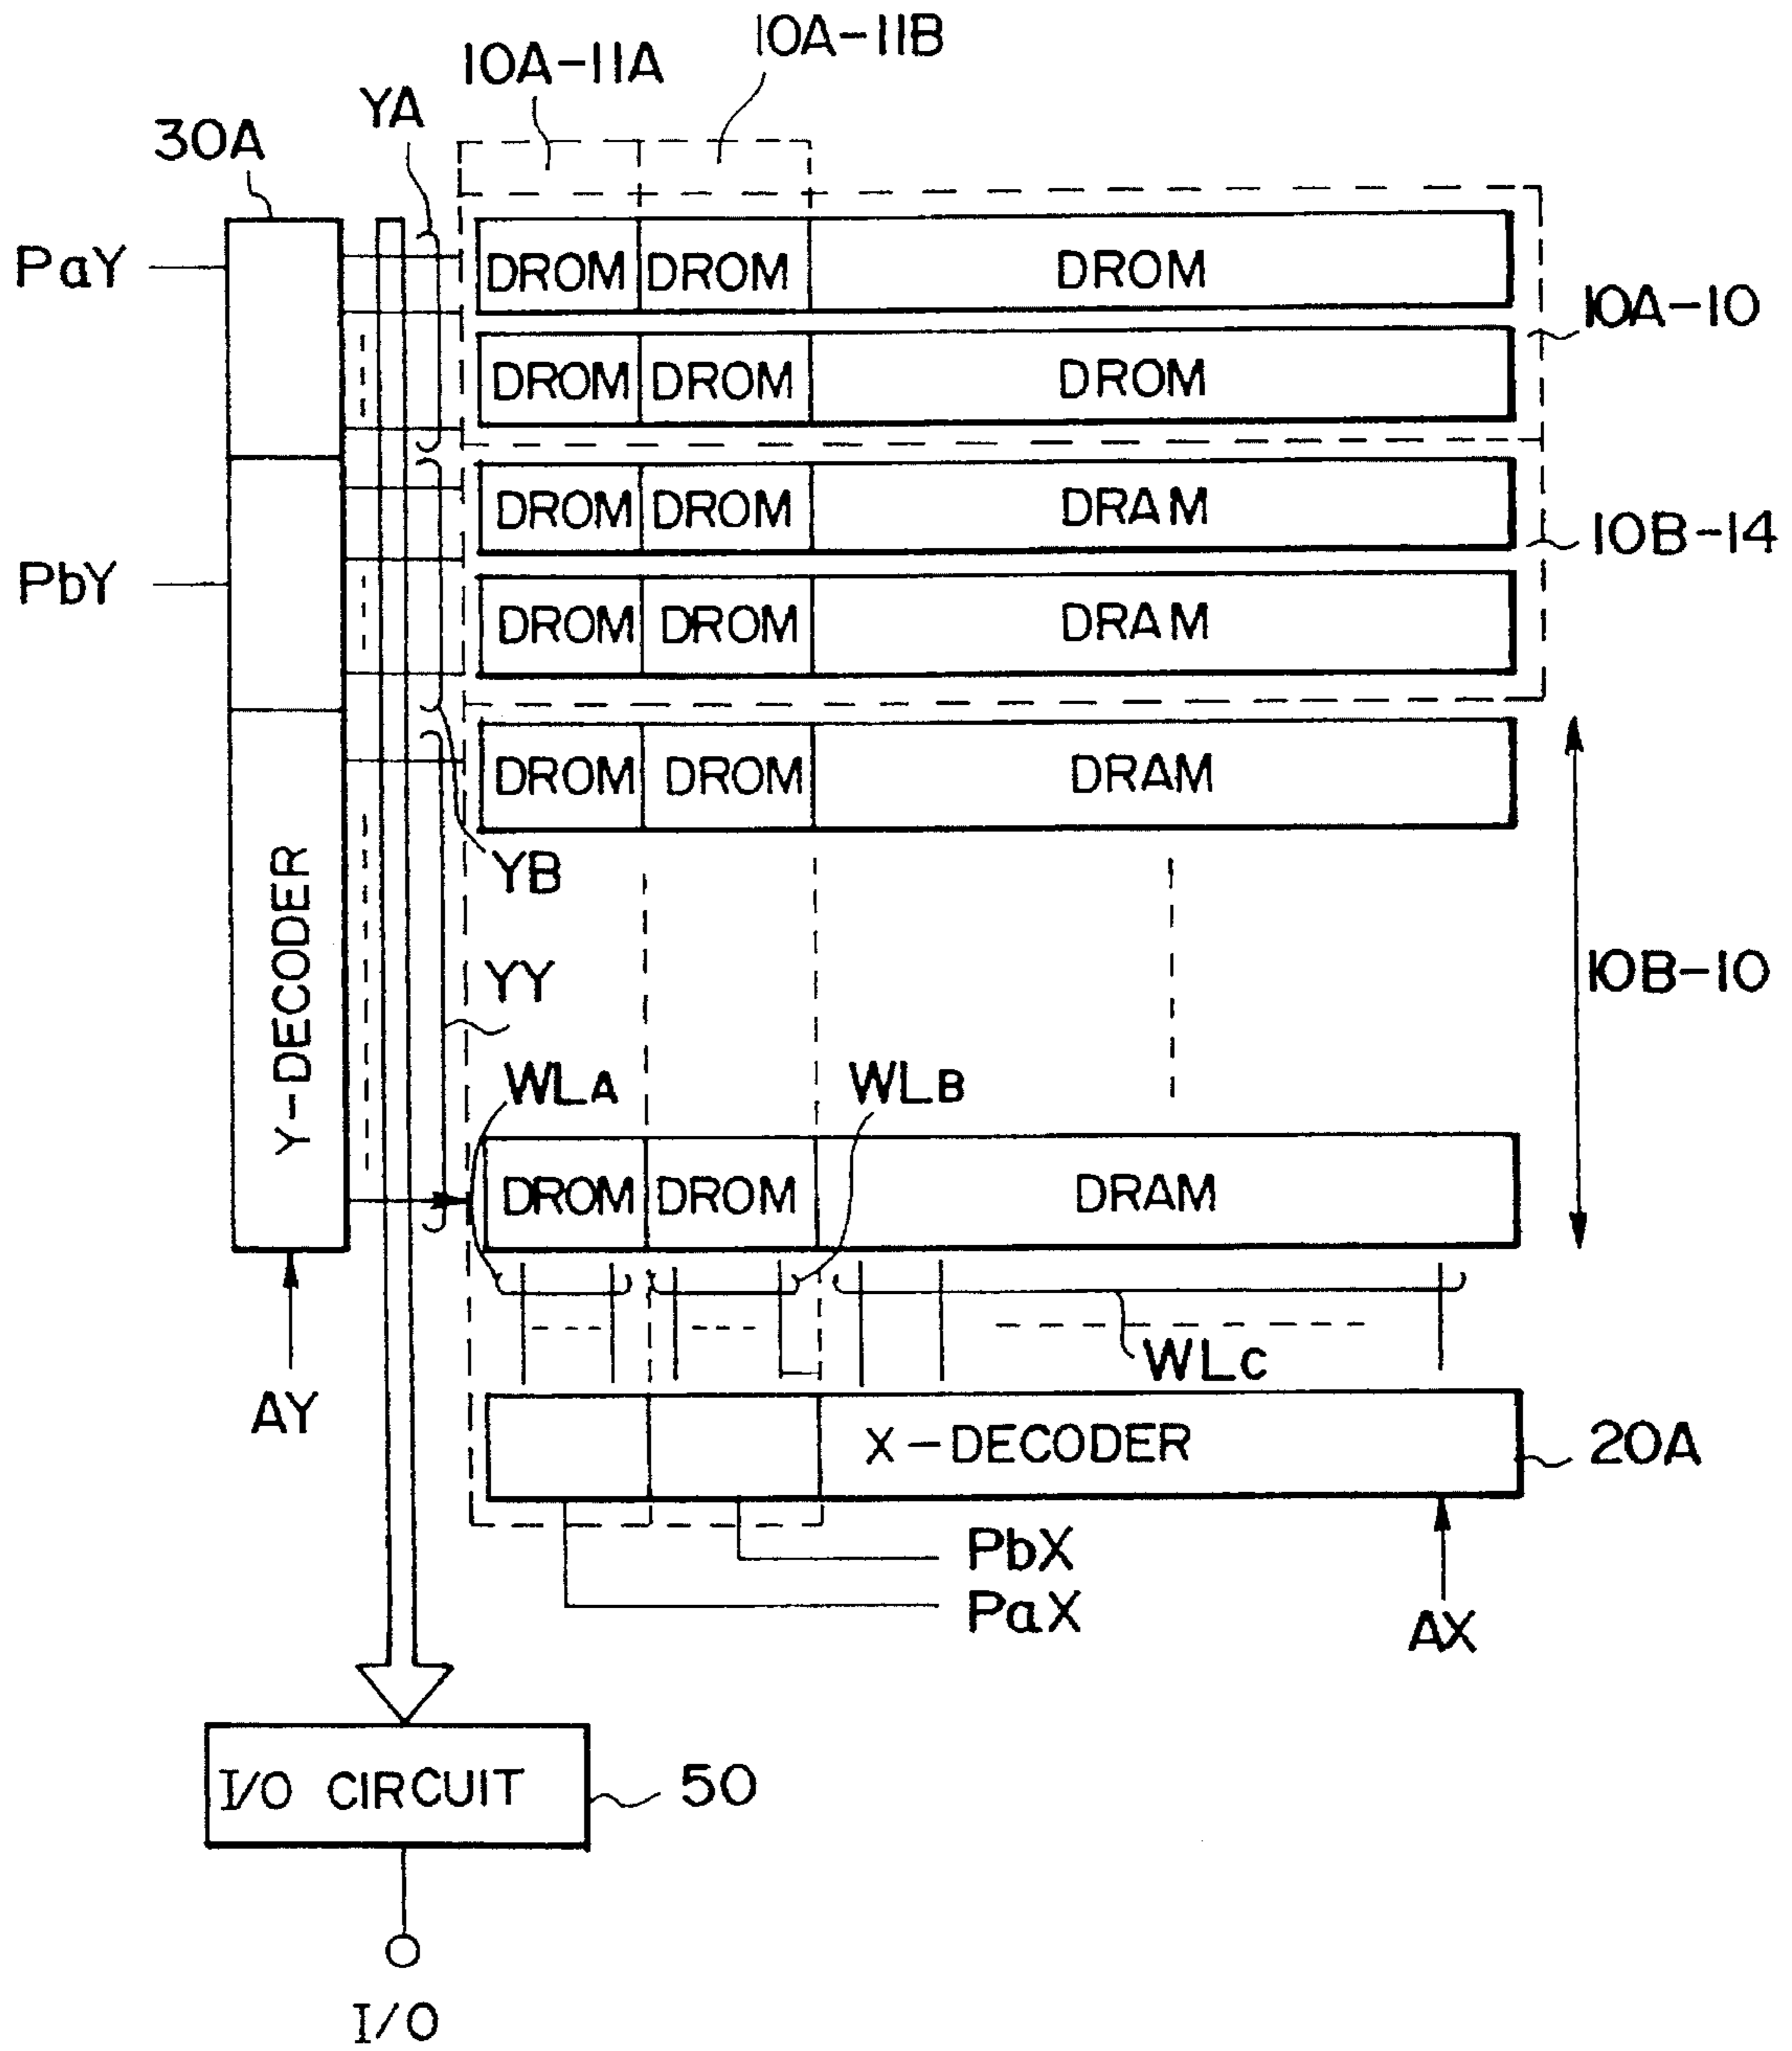 10A-11B
10A-11A
YA
30A
PaY
DROM DROM DROM
10A-10
DROM DROM DROM
DROM DROM DRAM
10B-14
PbY
DROM DROM DRAM
DROM DROM DRAM
YB
Y-DECODER
YY
10B-10
WLA
WLB
DROM DROM DRAM
WLC
AY
X-DECODER
20A
PbX
PaX
AX
I/O CIRCUIT
50
I/O